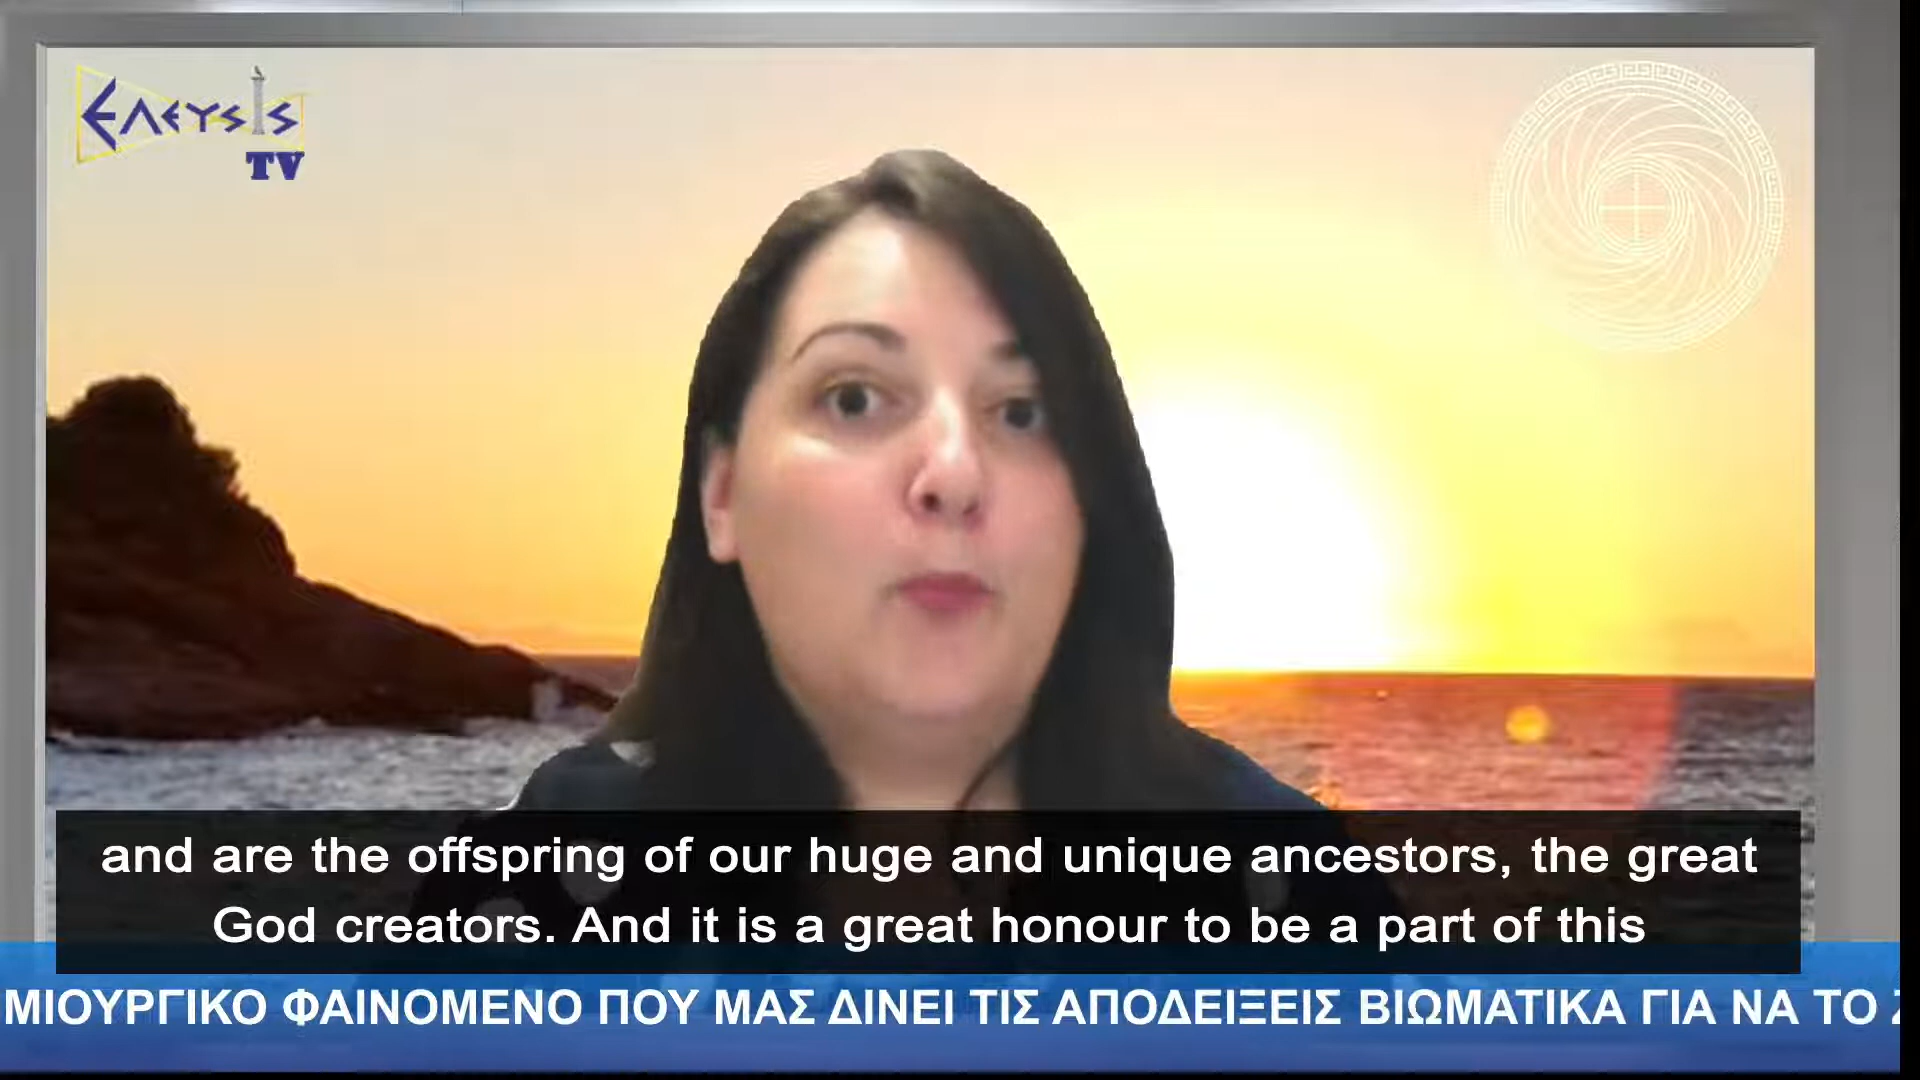 ΕΛΕΥSIS
TV
and are the offspring of our huge and unique ancestors, the great
God creators. And it is a great honour to be a part of this
ΜΙΟΥΡΓΙΚΟ ΦΑΙΝΟΜΕΝΟ ΠΟΥ ΜΑΣ ΔΙΝΕΙ ΤΙΣ ΑΠΟΔΕΙΞΕΙΣ ΒΙΩΜΑΤΙΚΑ ΓΙΑ ΝΑ ΤΟ